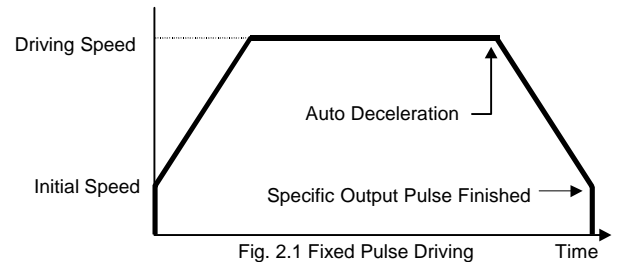 Driving Speed
Auto Deceleration
Initial Speed
Specific Output Pulse Finished
Fig. 2.1 Fixed Pulse Driving
Time